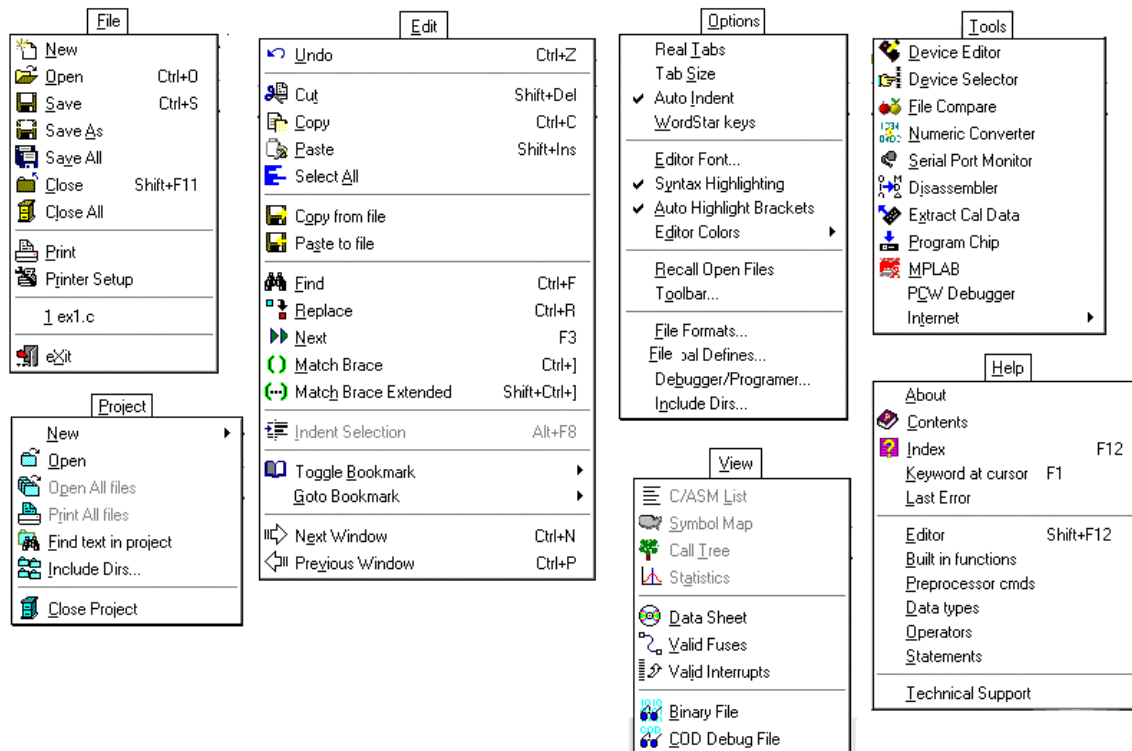 File
New
Open Ctrl+O
Save Ctrl+S
Save As
Save All
Close Shift+F11
Close All
Print
Printer Setup
1 ex1.c
eXit
Project
New
Open
Open All files
Print All files
Find text in project
Include Dirs...
Close Project
Edit
Undo Ctrl+Z
Cut Shift+Del
Copy Ctrl+C
Paste Shift+Ins
Select All
Copy from file
Paste to file
Find Ctrl+F
Replace Ctrl+R
Next F3
Match Brace Ctrl+]
Match Brace Extended Shift+Ctrl+]
Indent Selection Alt+F8
Toggle Bookmark
Goto Bookmark
Next Window Ctrl+N
Previous Window Ctrl+P
Options
Real Tabs
Tab Size
Auto Indent
WordStar keys
Editor Font...
Syntax Highlighting
Auto Highlight Brackets
Editor Colors
Recall Open Files
Toolbar...
File Formats...
File bal Defines...
Debugger/Programer...
Include Dirs...
View
C/ASM List
Symbol Map
Call Tree
Statistics
Data Sheet
Valid Fuses
Valid Interrupts
Binary File
COD Debug File
Tools
Device Editor
Device Selector
File Compare
Numeric Converter
Serial Port Monitor
Disassembler
Extract Cal Data
Program Chip
MPLAB
PCW Debugger
Internet
Help
About
Contents
Index F12
Keyword at cursor F1
Last Error
Editor Shift+F12
Built in functions
Preprocessor cmds
Data types
Operators
Statements
Technical Support